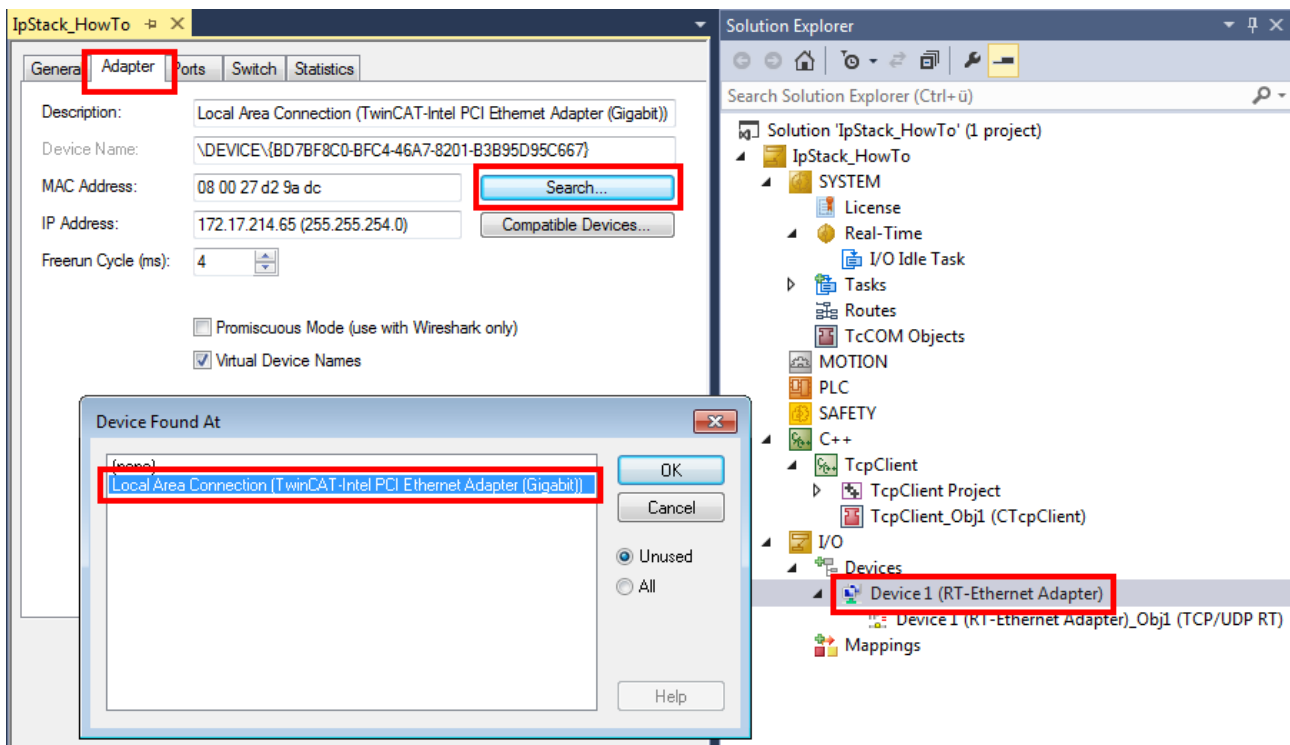 IpStack_HowTo
General Adapter Ports Switch Statistics
Description: Local Area Connection (TwinCAT-Intel PCI Ethernet Adapter (Gigabit))
Device Name: \DEVICE\{BD7BF8C0-BFC4-46A7-8201-B3B95D95C667}
MAC Address: 08 00 27 d2 9a dc Search...
IP Address: 172.17.214.65 (255.255.254.0) Compatible Devices...
Freerun Cycle (ms): 4
Promiscuous Mode (use with Wireshark only)
Virtual Device Names
Device Found At
(none)
Local Area Connection (TwinCAT-Intel PCI Ethernet Adapter (Gigabit))
OK
Cancel
Unused
All
Help
Solution Explorer
Search Solution Explorer (Ctrl+ü)
Solution 'IpStack_HowTo' (1 project)
IpStack_HowTo
SYSTEM
License
Real-Time
I/O Idle Task
Tasks
Routes
TcCOM Objects
MOTION
PLC
SAFETY
C++
TcpClient
TcpClient Project
TcpClient_Obj1 (CTcpClient)
I/O
Devices
Device 1 (RT-Ethernet Adapter)
Device 1 (RT-Ethernet Adapter)_Obj1 (TCP/UDP RT)
Mappings